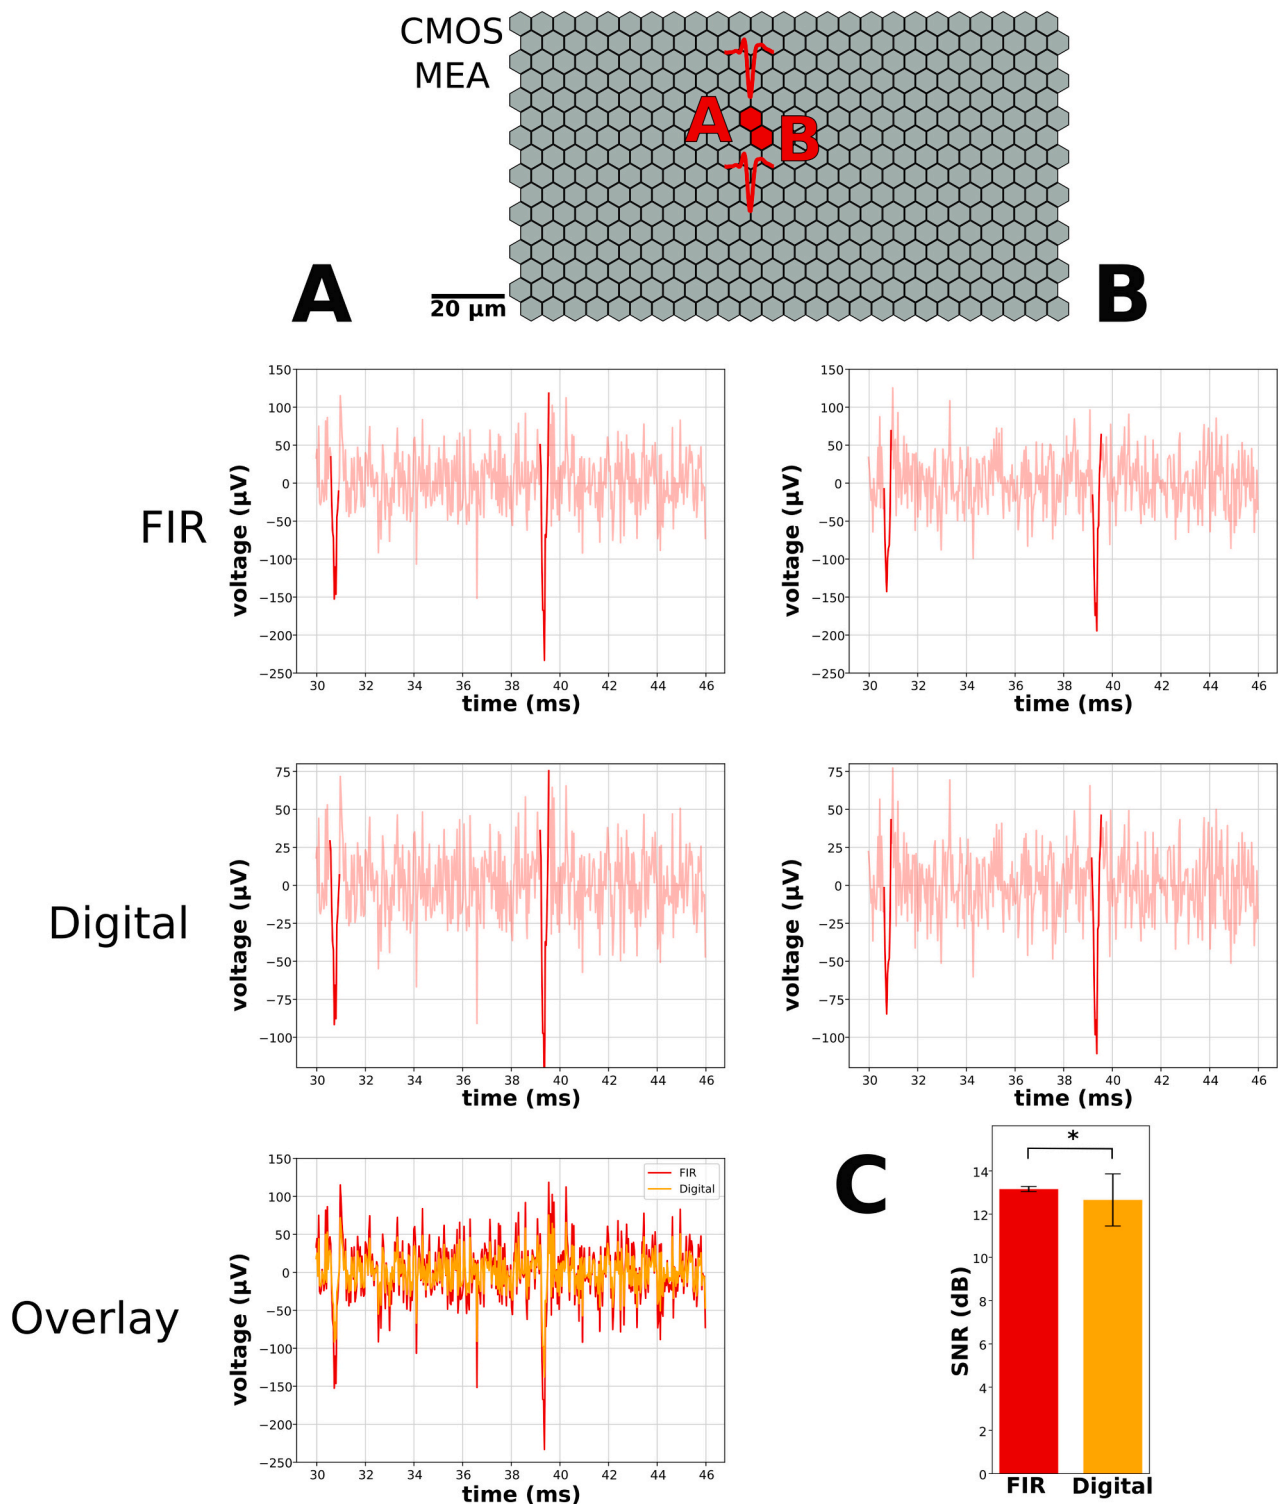 CMOS
MEA
A
B
A
B
20 µm
FIR
150
100
50
0
−50
−100
−150
−200
−250
voltage (µV)
30 32 34 36 38 40 42 44 46
time (ms)
150
100
50
0
−50
−100
−150
−200
−250
voltage (µV)
30 32 34 36 38 40 42 44 46
time (ms)
Digital
75
50
25
0
−25
−50
−75
−100
voltage (µV)
30 32 34 36 38 40 42 44 46
time (ms)
75
50
25
0
−25
−50
−75
−100
voltage (µV)
30 32 34 36 38 40 42 44 46
time (ms)
Overlay
150
100
50
0
−50
−100
−150
−200
−250
voltage (µV)
FIR
Digital
30 32 34 36 38 40 42 44 46
time (ms)
C
*
14
12
10
8
6
4
2
0
SNR (dB)
FIR Digital